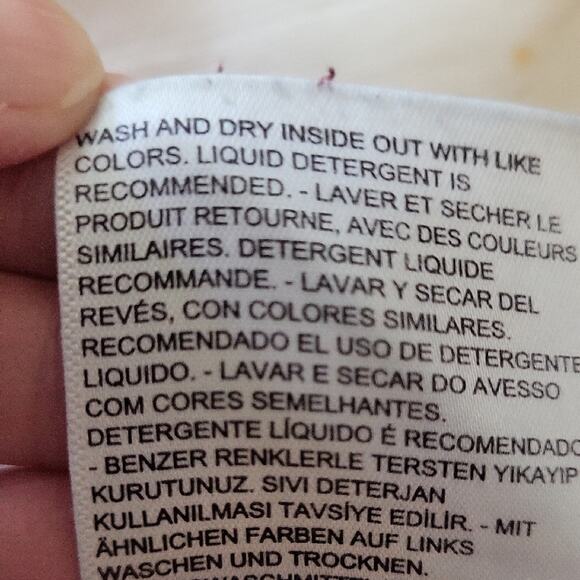 WASH AND DRY INSIDE OUT WITH LIKE
COLORS. LIQUID DETERGENT IS
RECOMMENDED. - LAVER ET SECHER LE
PRODUIT RETOURNE, AVEC DES COULEURS
SIMILAIRES. DETERGENT LIQUIDE
RECOMMANDE. - LAVAR Y SECAR DEL
REVÉS, CON COLORES SIMILARES.
RECOMENDADO EL USO DE DETERGENTE
LIQUIDO. - LAVAR E SECAR DO AVESSO
COM CORES SEMELHANTES.
DETERGENTE LÍQUIDO É RECOMENDADO
- BENZER RENKLERLE TERSTEN YIKAYIP
KURUTUNUZ. SIVI DETERJAN
KULLANILMASI TAVSİYE EDİLİR. - MIT
ÄHNLICHEN FARBEN AUF LINKS
WASCHEN UND TROCKNEN.